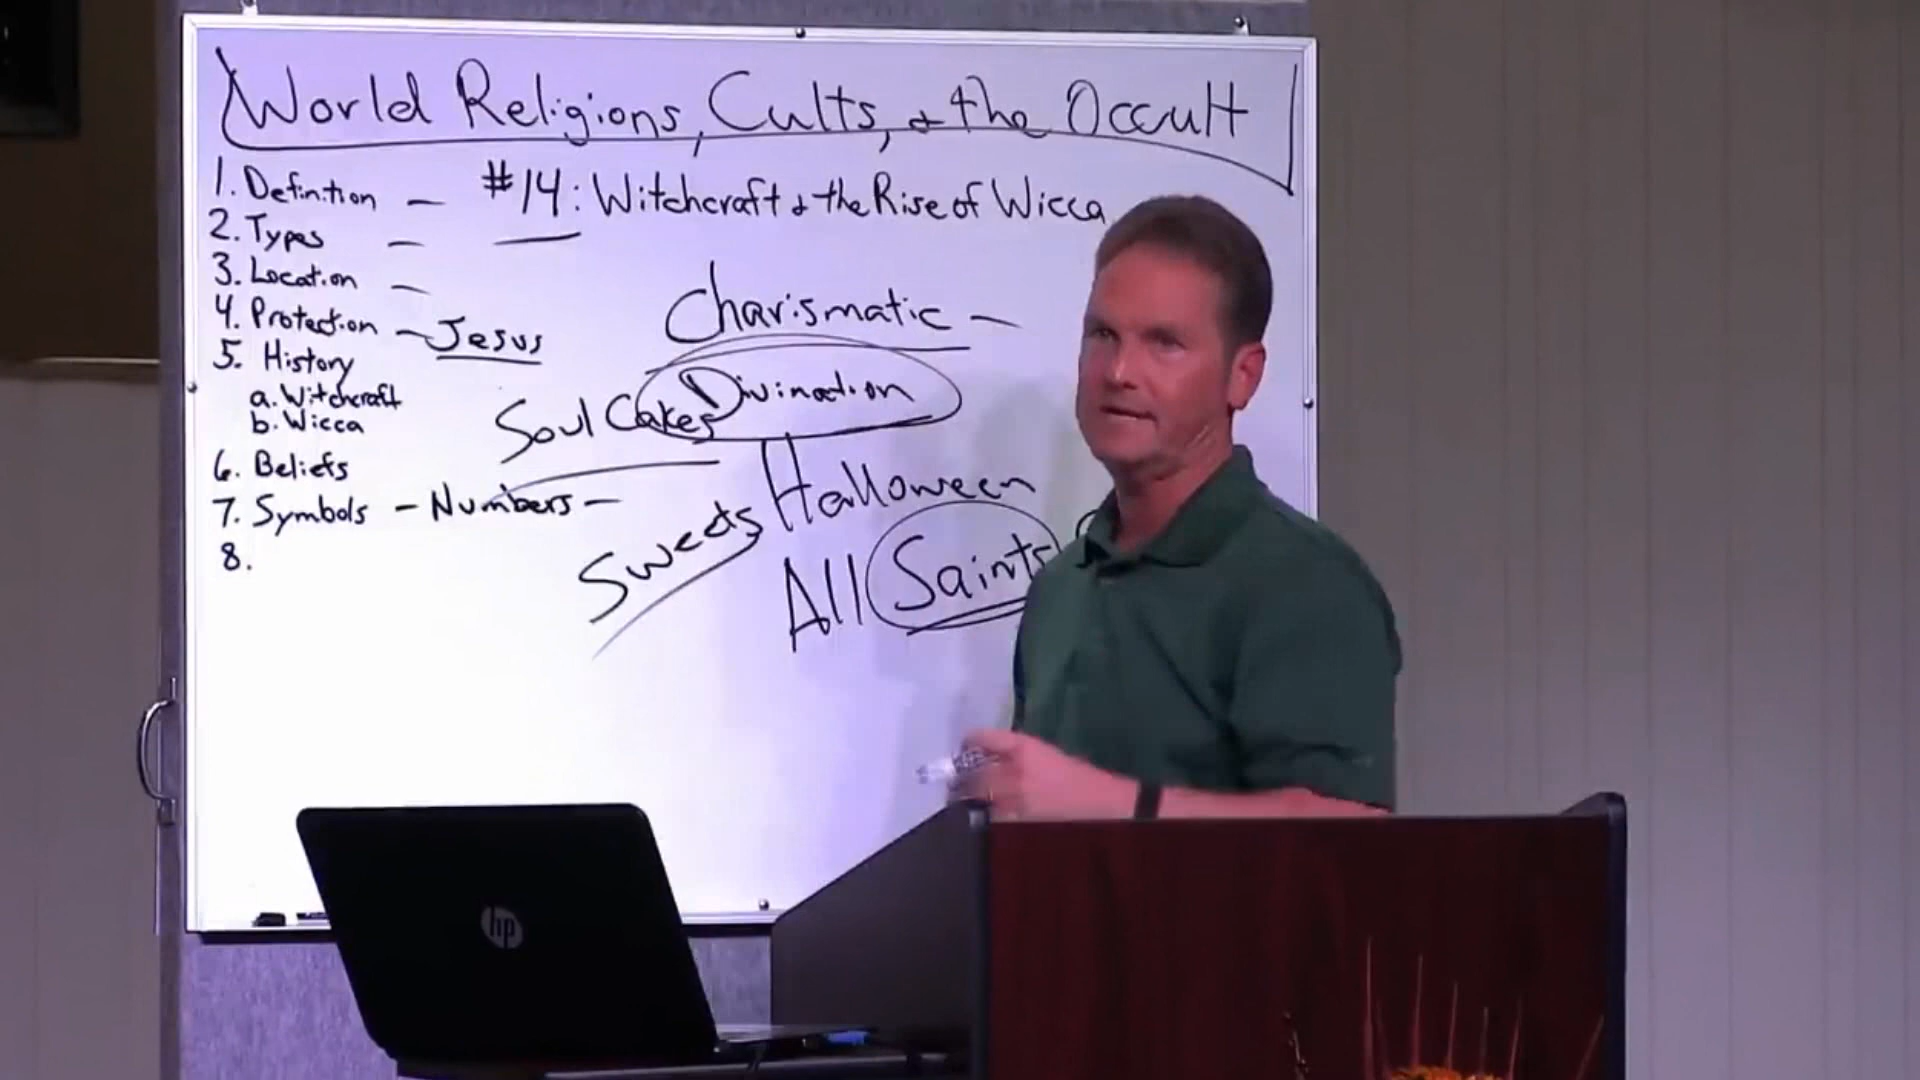 World Religions, Cults, & the Occult
1. Definition - #14: Witchcraft & the Rise of Wicca
2. Types -
3. Location -
4. Protection - Jesus
5. History
a. Witchcraft
b. Wicca
6. Beliefs
7. Symbols - Numbers -
8.
Charismatic -
Divination
Soul Cakes
Halloween
Sweets
All Saints
hp